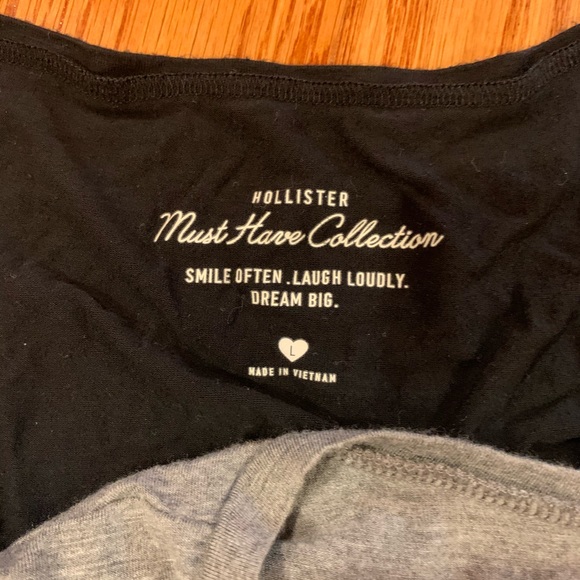 HOLLISTER
Must Have Collection
SMILE OFTEN .LAUGH LOUDLY.
DREAM BIG.
L
MADE IN VIETNAM